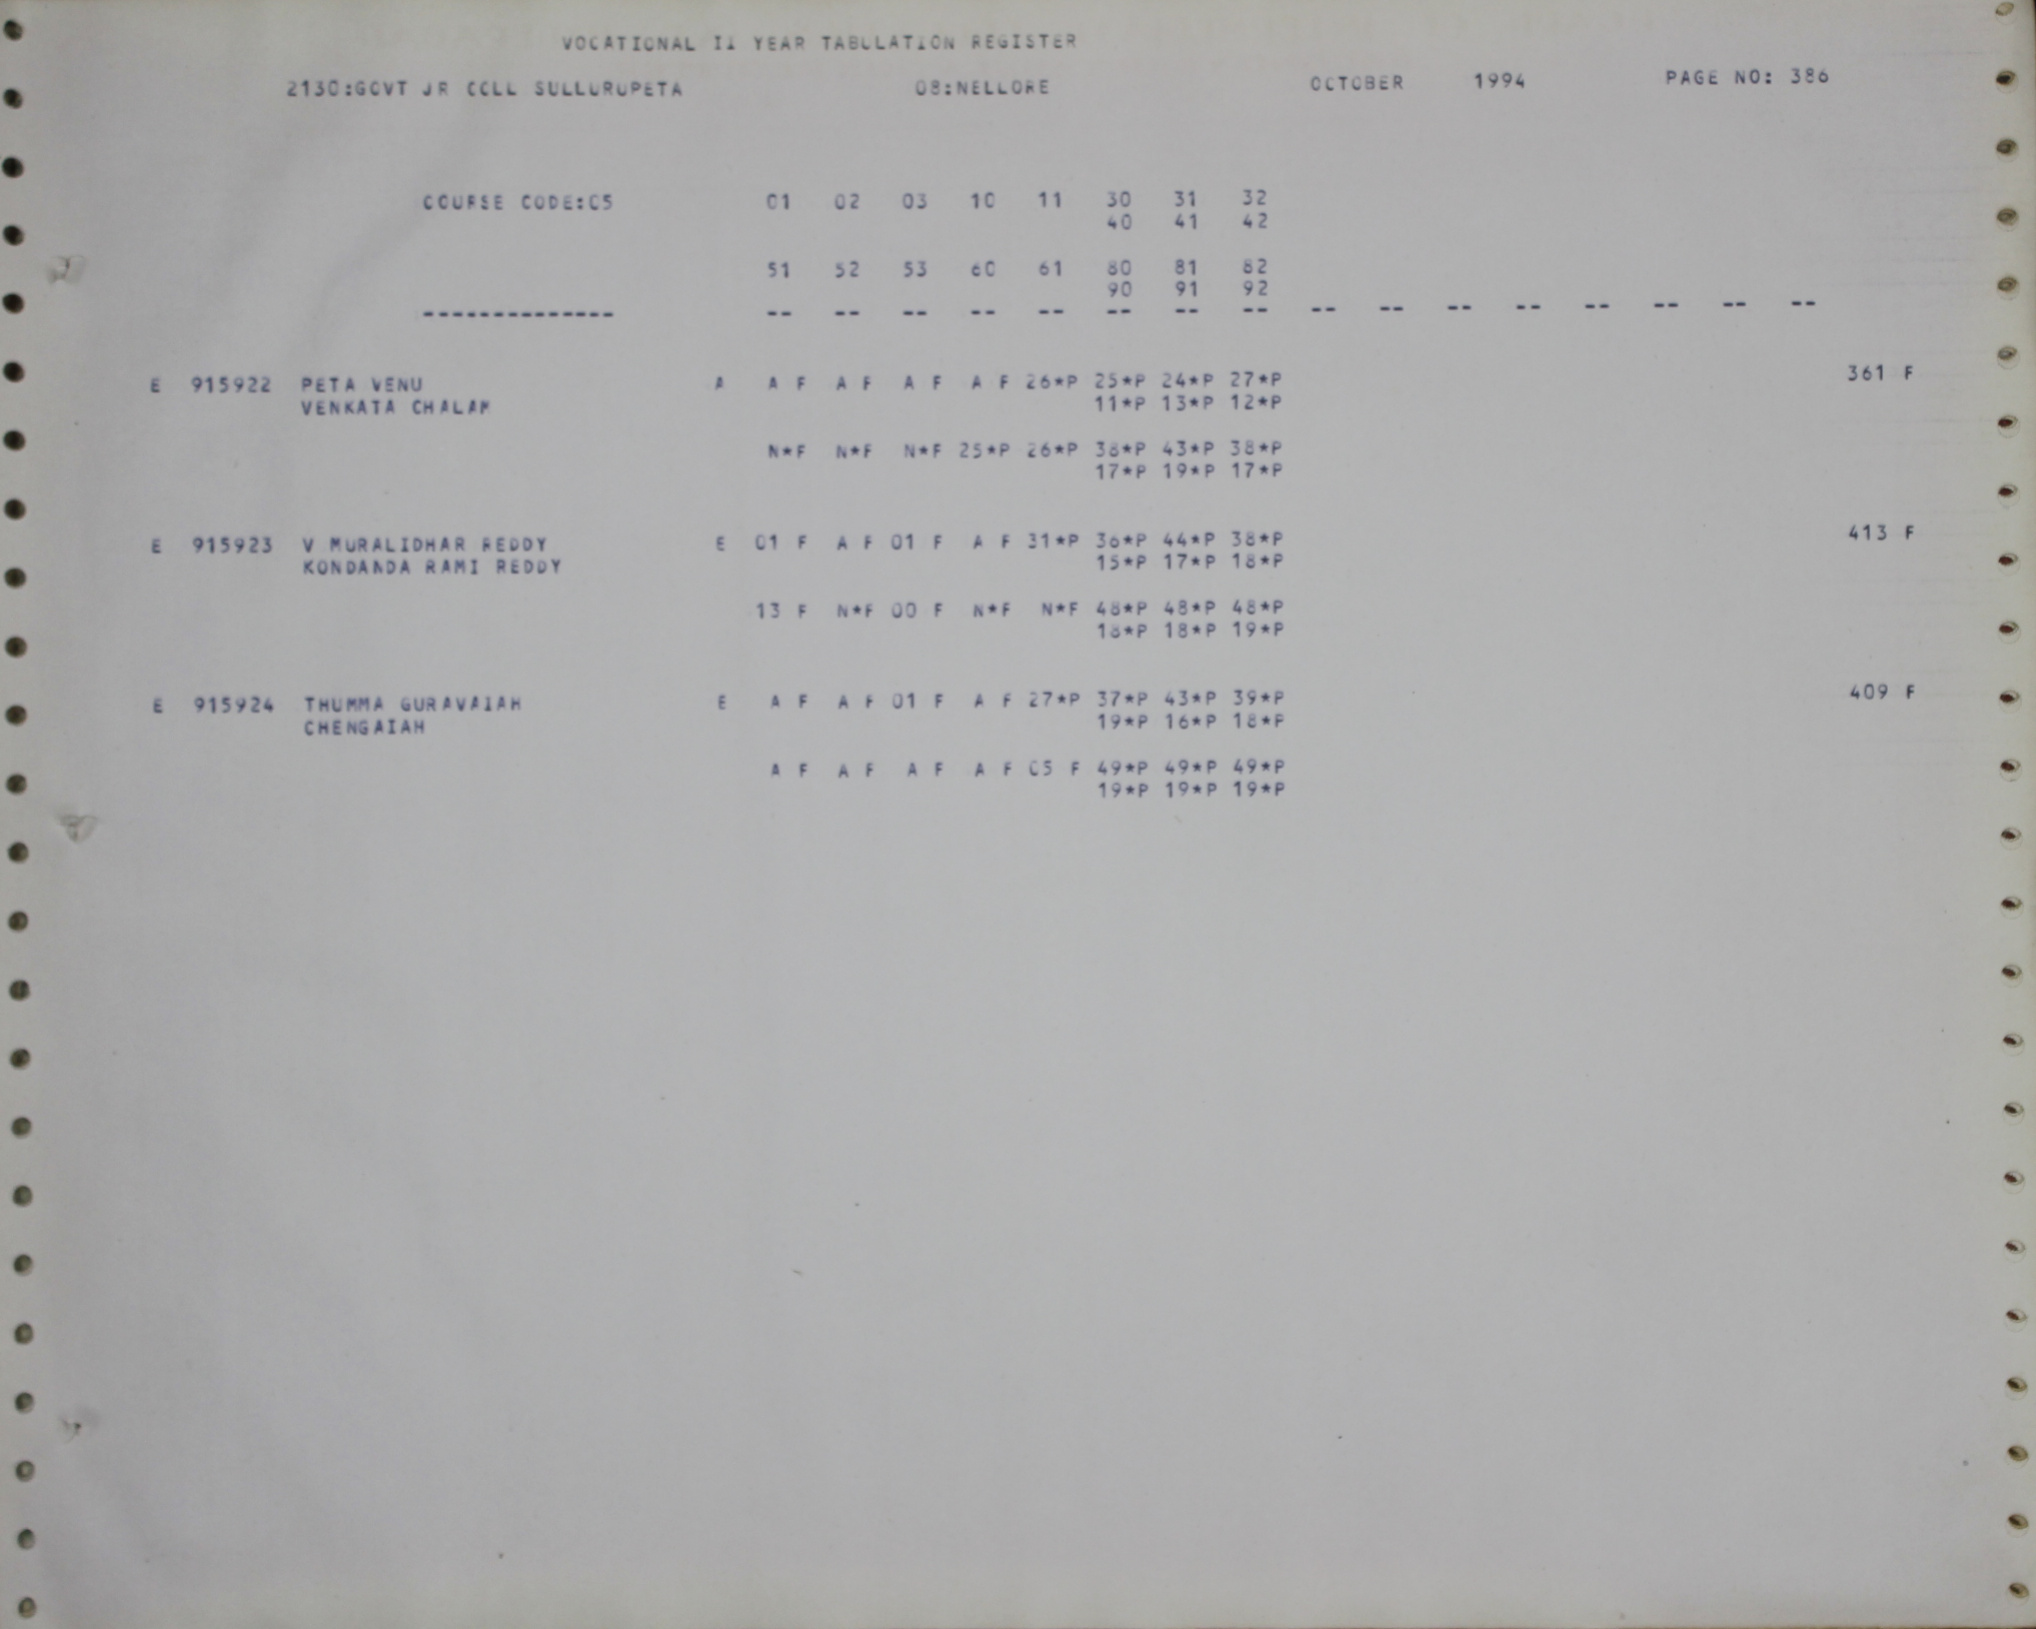 VOCATIONAL II YEAR TABULATION REGISTER
2130:GOVT JR COLL SULLURUPETA 08:NELLORE OCTOBER 1994 PAGE NO: 386
COURSE CODE:C5 01 02 03 10 11 30 31 32
40 41 42
51 52 53 60 61 80 81 82
90 91 92
-------------- -- -- -- -- -- -- -- -- -- -- -- -- -- -- -- --
E 915922 PETA VENU A A F A F A F A F 26*P 25*P 24*P 27*P 361 F
VENKATA CHALAM 11*P 13*P 12*P
N*F N*F N*F 25*P 26*P 38*P 43*P 38*P
17*P 19*P 17*P
E 915923 V MURALIDHAR REDDY E 01 F A F 01 F A F 31*P 36*P 44*P 38*P 413 F
KONDANDA RAMI REDDY 15*P 17*P 18*P
13 F N*F 00 F N*F N*F 48*P 48*P 48*P
18*P 18*P 19*P
E 915924 THUMMA GURAVAIAH E A F A F 01 F A F 27*P 37*P 43*P 39*P 409 F
CHENGAIAH 19*P 16*P 18*P
A F A F A F A F 05 F 49*P 49*P 49*P
19*P 19*P 19*P